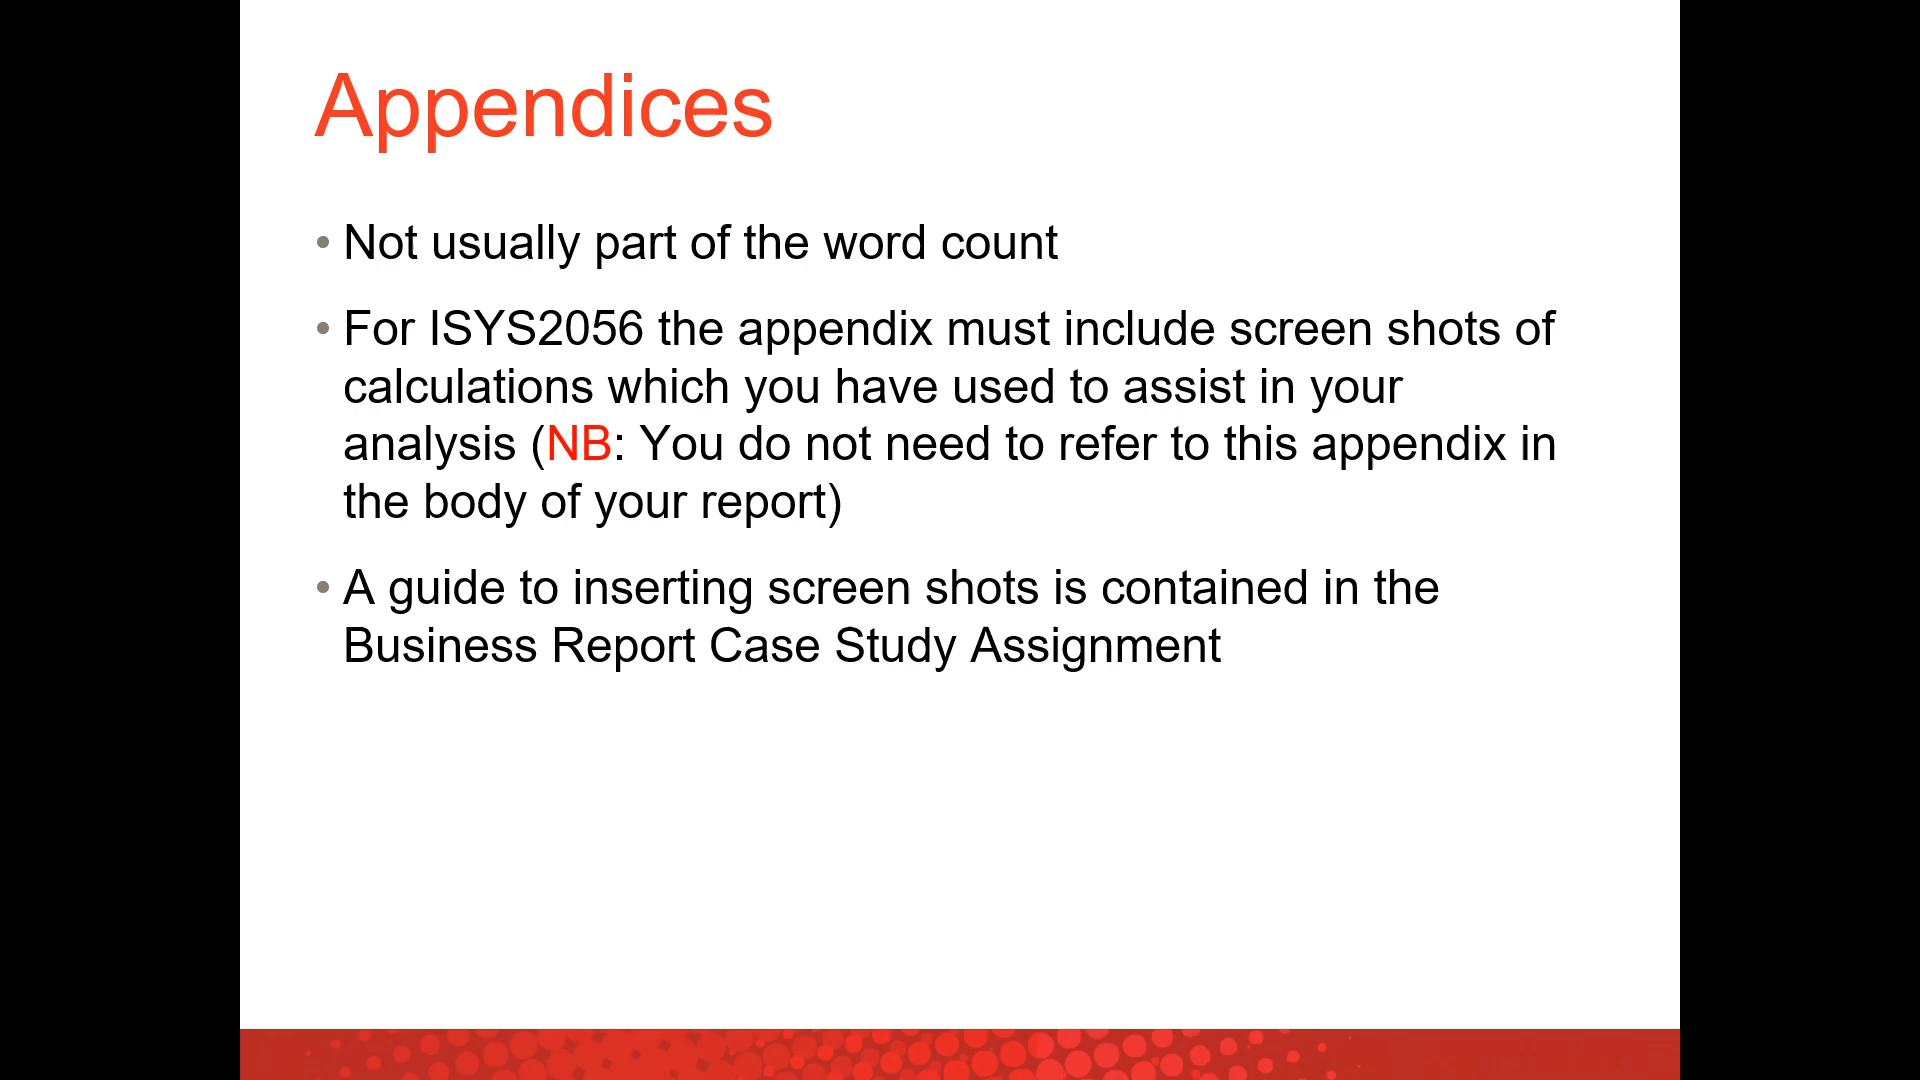 Appendices
• Not usually part of the word count
• For ISYS2056 the appendix must include screen shots of
calculations which you have used to assist in your
analysis (NB: You do not need to refer to this appendix in
the body of your report)
• A guide to inserting screen shots is contained in the
Business Report Case Study Assignment